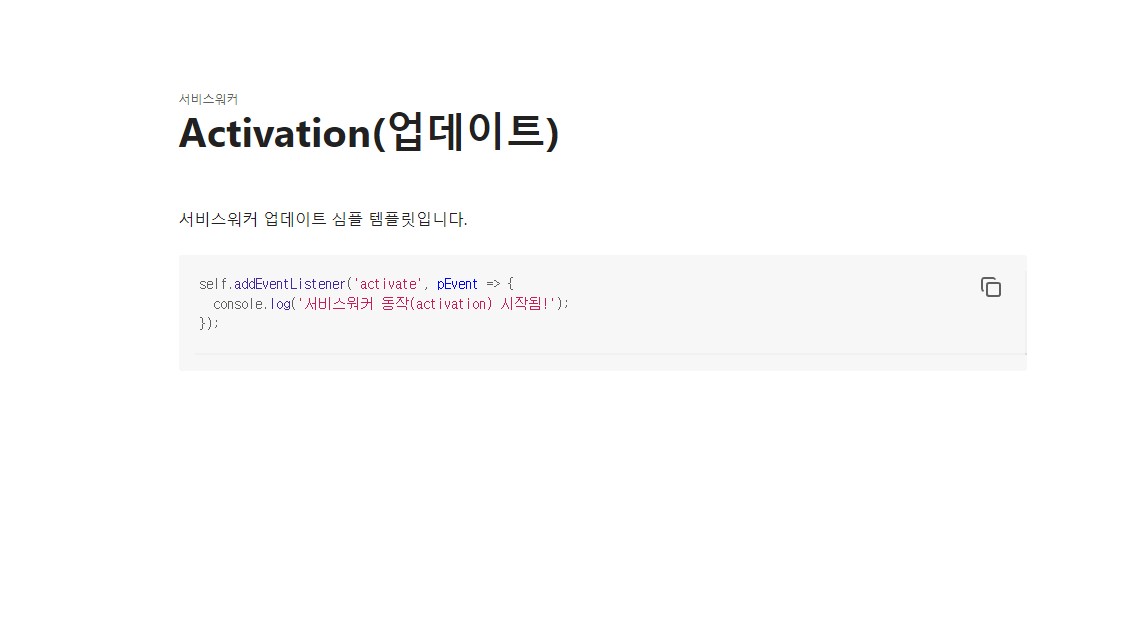 서비스워커
Activation(업데이트)
서비스워커 업데이트 심플 템플릿입니다.
self.addEventListener('activate', pEvent => {
  console.log('서비스워커 동작(activation) 시작됨!');
});